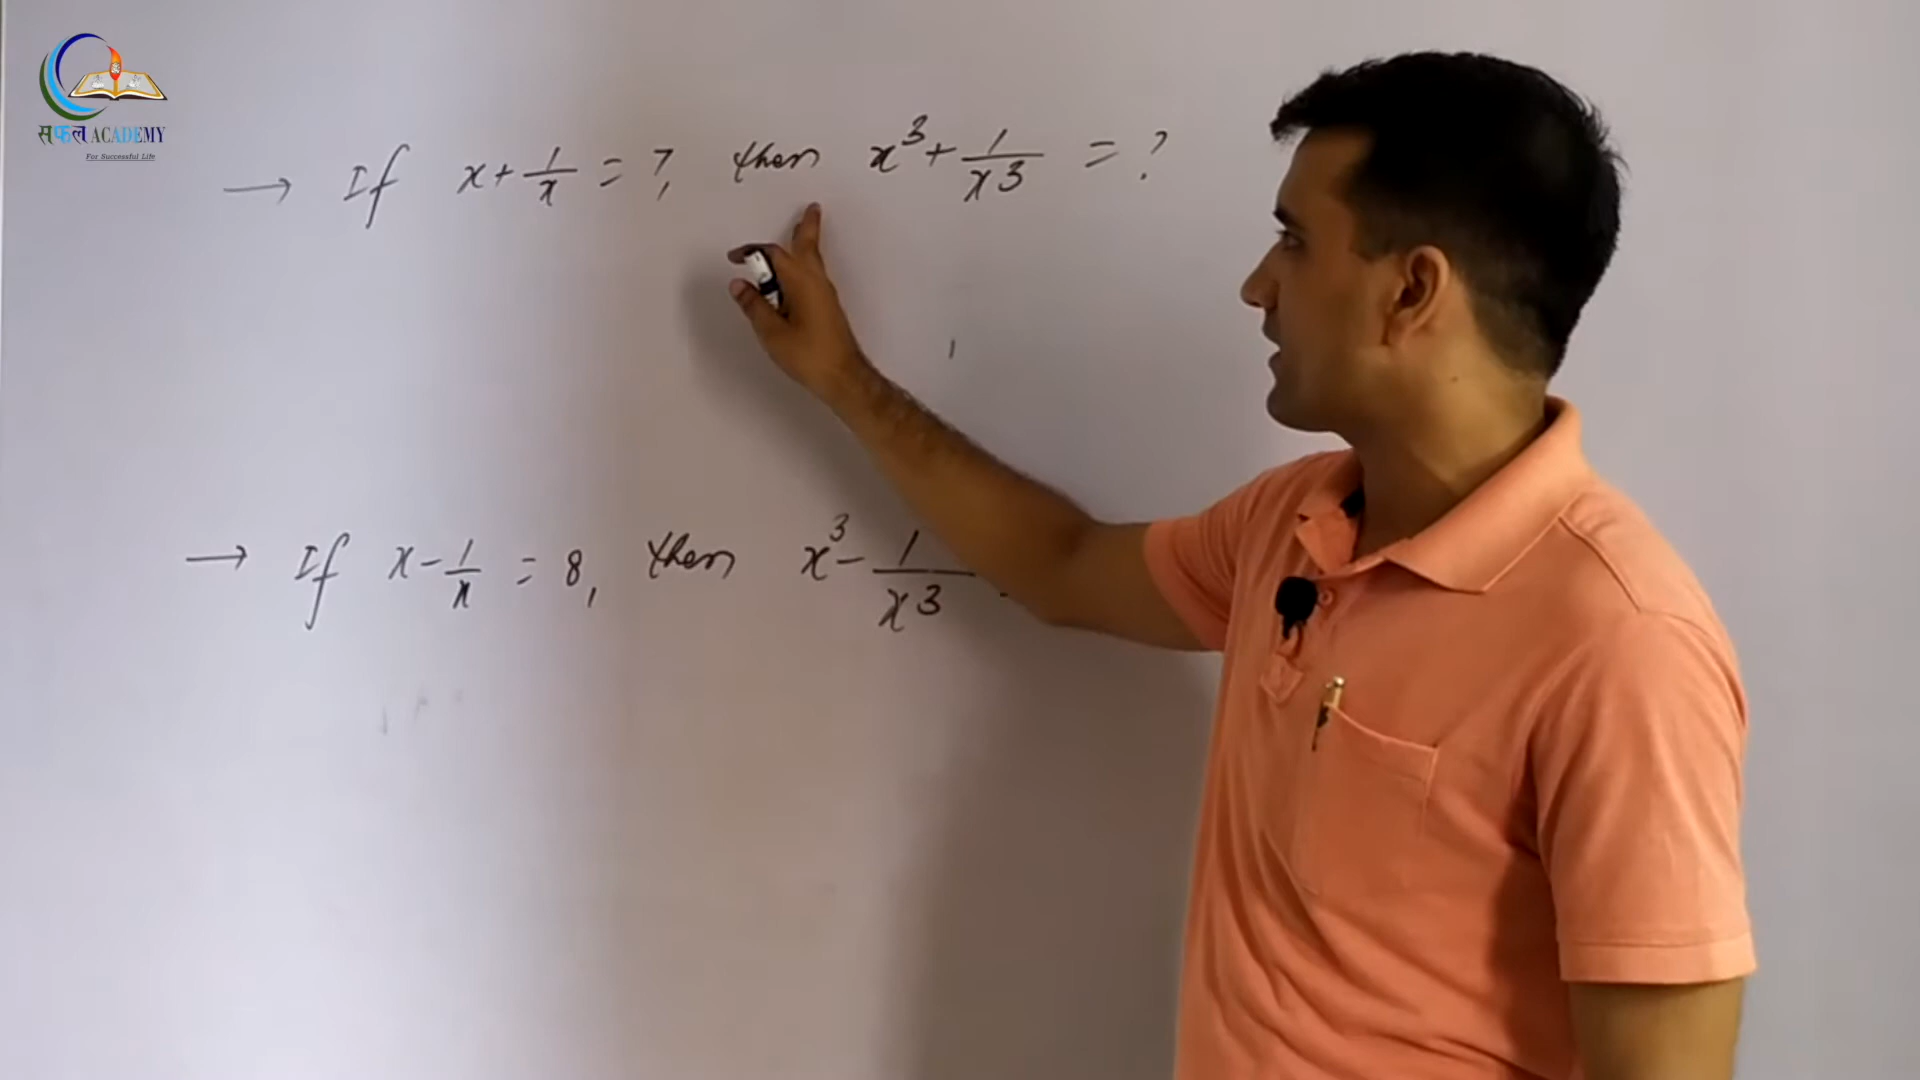 सफल ACADEMY
For Successful Life
→ If x + 1/x = 7, then x³ + 1/x³ = ?
→ If x - 1/x = 8, then x³ - 1/x³